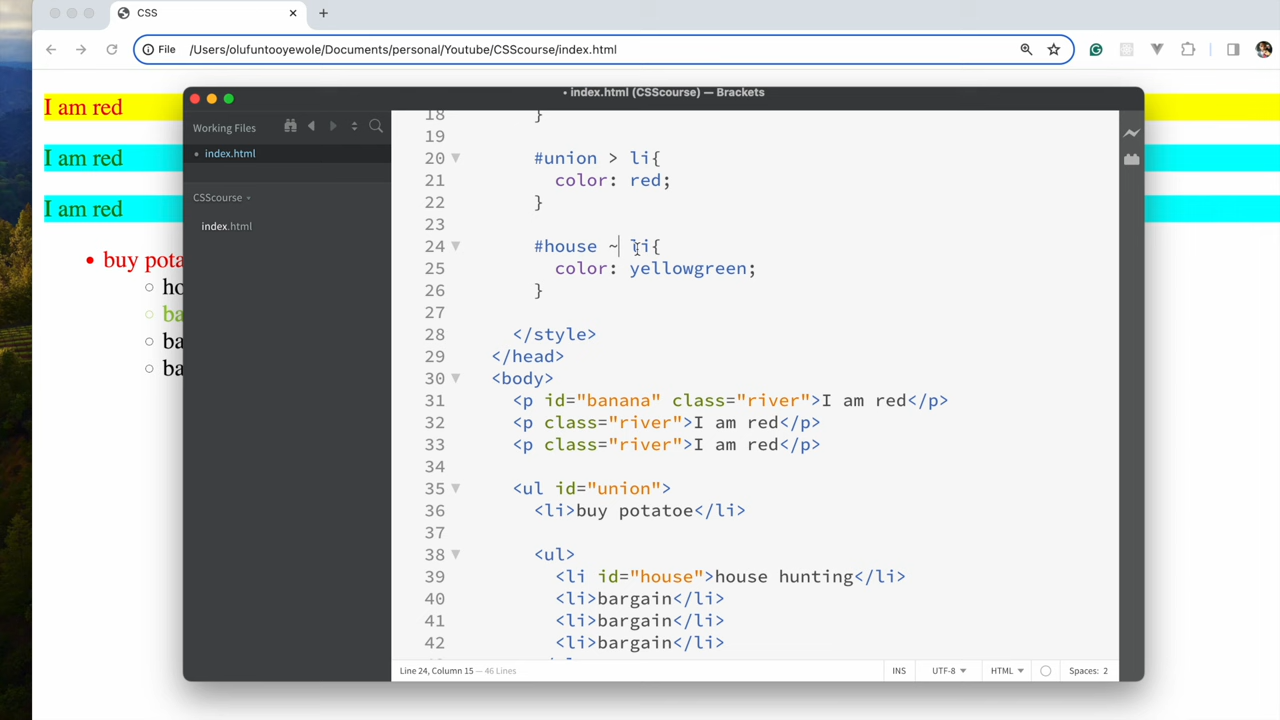 CSS
File /Users/olufuntooyewole/Documents/personal/Youtube/CSScourse/index.html
I am red
I am red
I am red
buy pota
ho
ba
ba
ba
• index.html (CSScourse) — Brackets
Working Files
• index.html
CSScourse
index.html
18 }
19
20 #union > li{
21 color: red;
22 }
23
24 #house ~ li{
25 color: yellowgreen;
26 }
27
28 </style>
29 </head>
30 <body>
31 <p id="banana" class="river">I am red</p>
32 <p class="river">I am red</p>
33 <p class="river">I am red</p>
34
35 <ul id="union">
36 <li>buy potatoe</li>
37
38 <ul>
39 <li id="house">house hunting</li>
40 <li>bargain</li>
41 <li>bargain</li>
42 <li>bargain</li>
Line 24, Column 15 — 46 Lines
INS UTF-8 HTML Spaces: 2